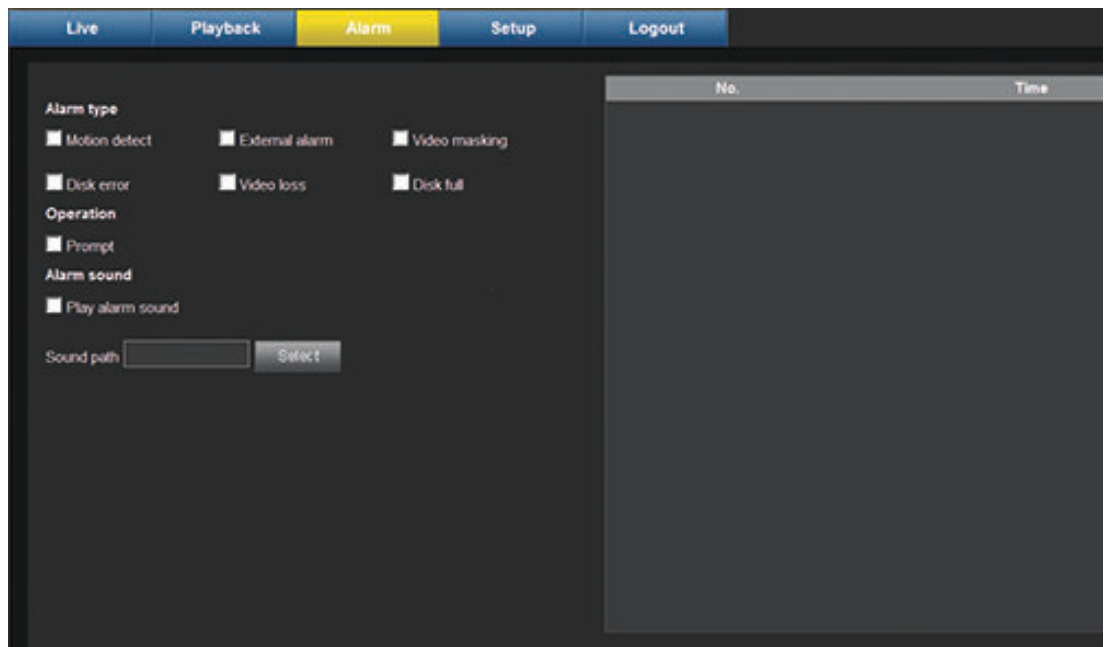 Live Playback Alarm Setup Logout
No. Time
Alarm type
Motion detect External alarm Video masking
Disk error Video loss Disk full
Operation
Prompt
Alarm sound
Play alarm sound
Sound path Select